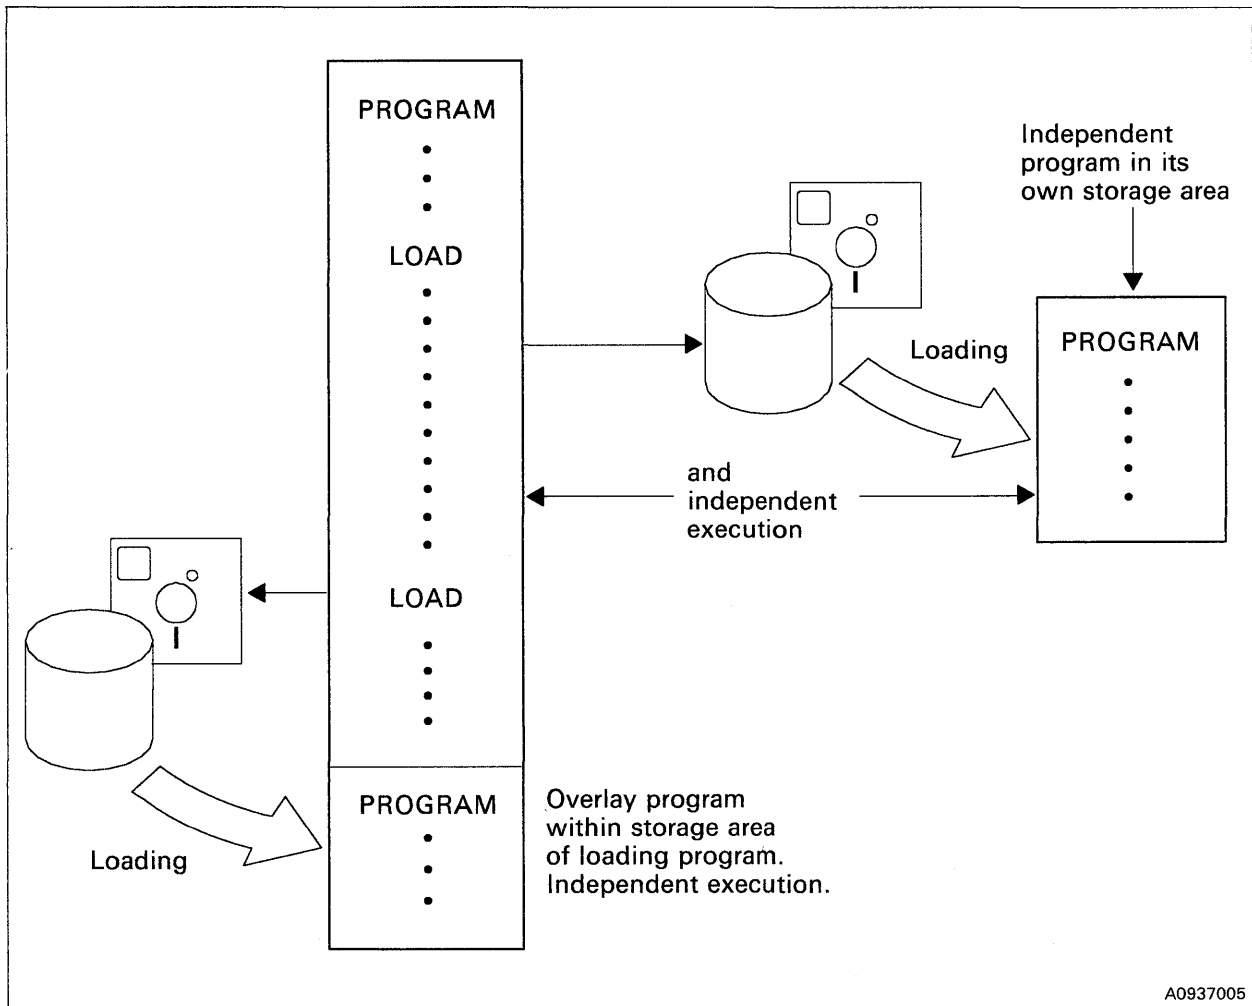 PROGRAM
LOAD
LOAD
PROGRAM
Overlay program
within storage area
of loading program.
Independent execution.
Loading
Loading
and
independent
execution
Independent
program in its
own storage area
PROGRAM
A0937005